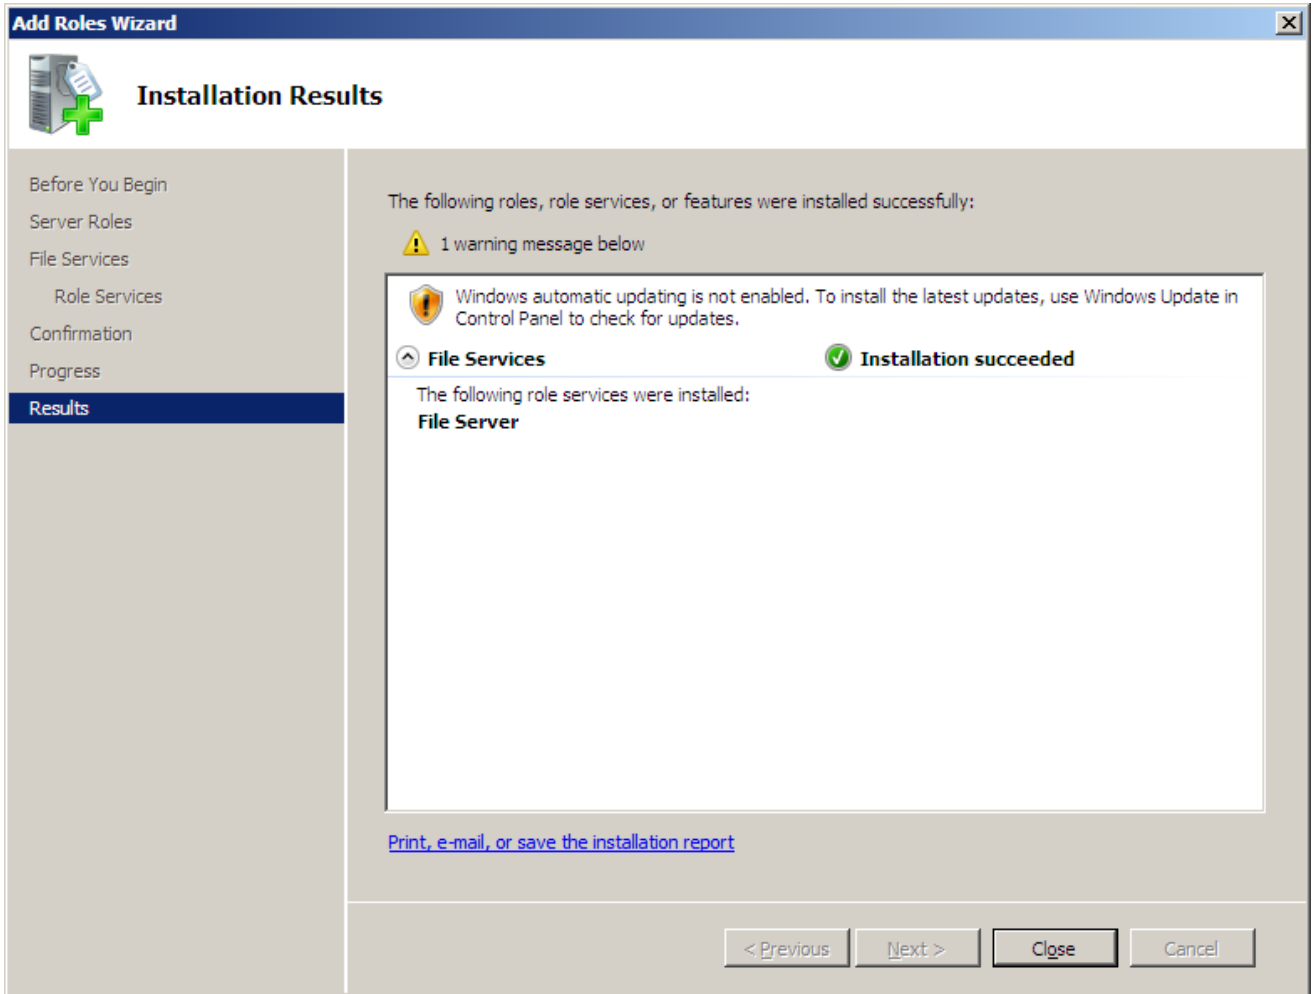 Add Roles Wizard
Installation Results
Before You Begin
Server Roles
File Services
Role Services
Confirmation
Progress
Results
The following roles, role services, or features were installed successfully:
1 warning message below
Windows automatic updating is not enabled. To install the latest updates, use Windows Update in
Control Panel to check for updates.
File Services
Installation succeeded
The following role services were installed:
File Server
Print, e-mail, or save the installation report
< Previous
Next >
Close
Cancel